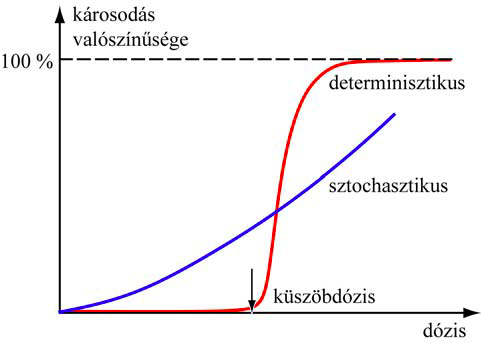 károsodás
valószínűsége
100 %
determinisztikus
sztochasztikus
küszöbdózis
dózis